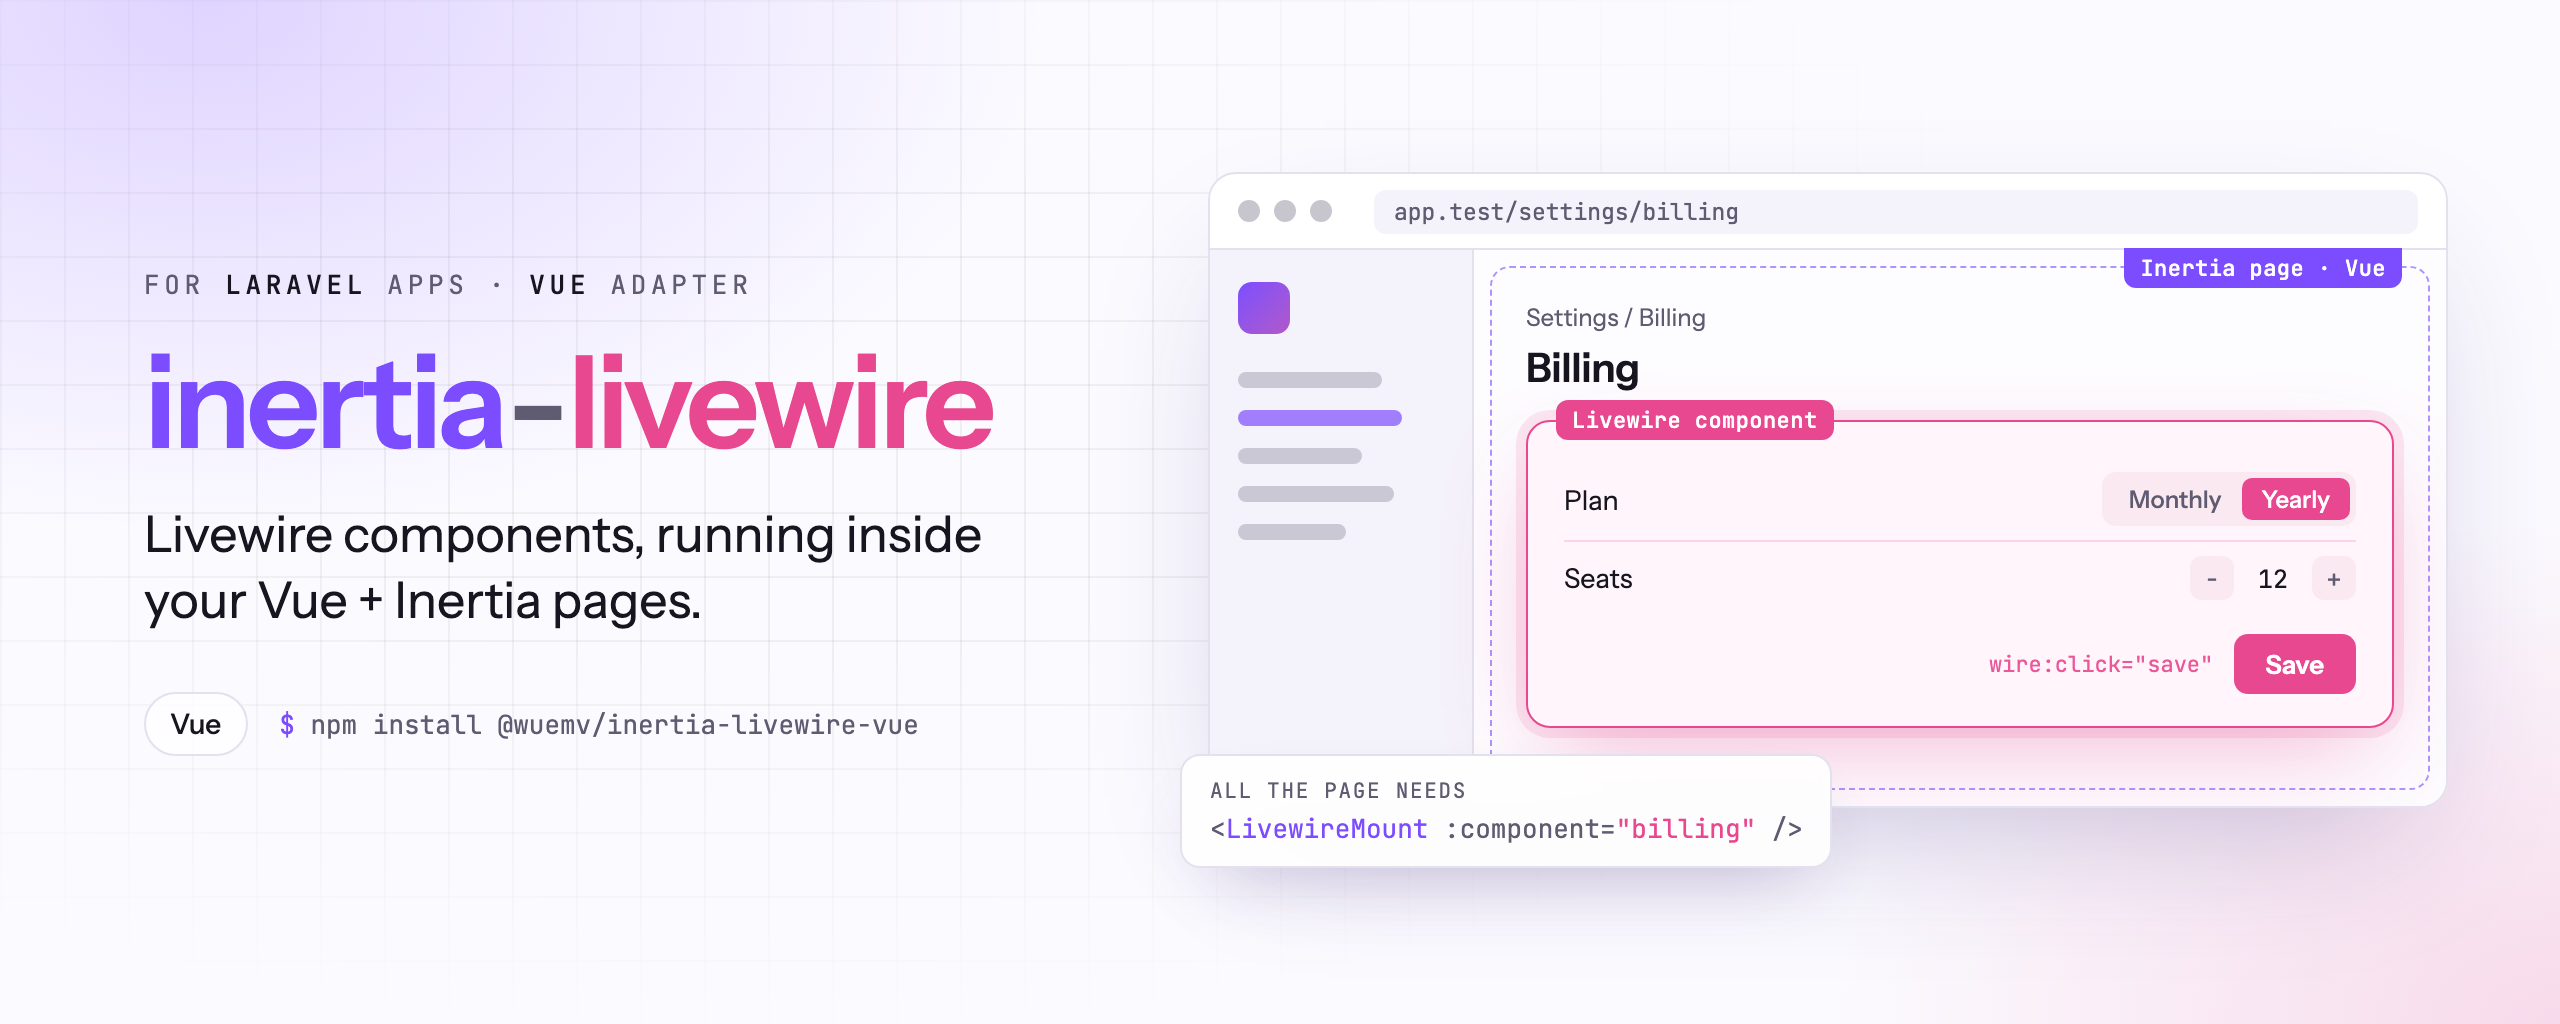 FOR LARAVEL APPS · VUE ADAPTER
inertia-livewire
Livewire components, running inside
your Vue + Inertia pages.
Vue
$ npm install @wuemv/inertia-livewire-vue
app.test/settings/billing
Inertia page · Vue
Settings / Billing
Billing
Livewire component
Plan
Monthly
Yearly
Seats
- 12 +
wire:click="save"
Save
ALL THE PAGE NEEDS
<LivewireMount :component="billing" />